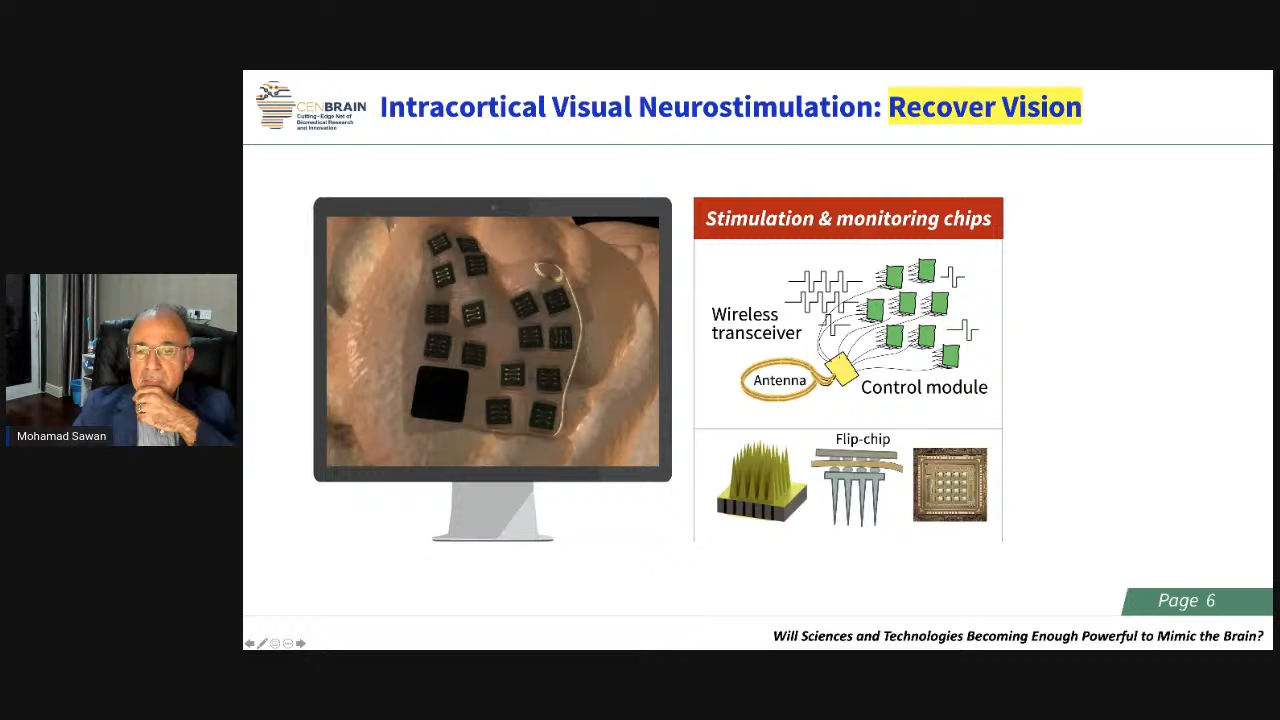 CENBRAIN
Cutting-Edge Net of
Biomedical Research
and Innovation
Intracortical Visual Neurostimulation: Recover Vision
Stimulation & monitoring chips
Wireless
transceiver
Antenna
Control module
Flip-chip
Mohamad Sawan
Page 6
Will Sciences and Technologies Becoming Enough Powerful to Mimic the Brain?